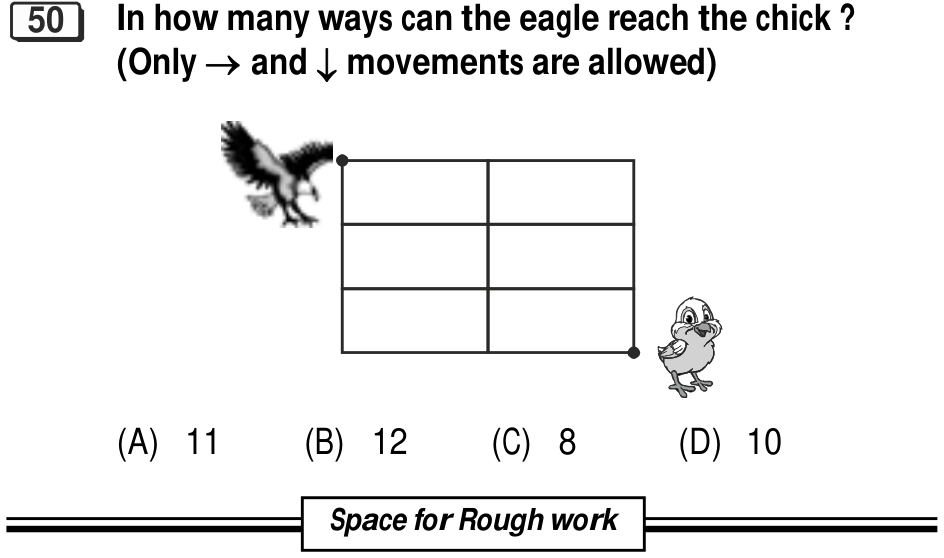 50 In how many ways can the eagle reach the chick ?
(Only → and ↓ movements are allowed)
(A) 11 (B) 12 (C) 8 (D) 10
Space for Rough work